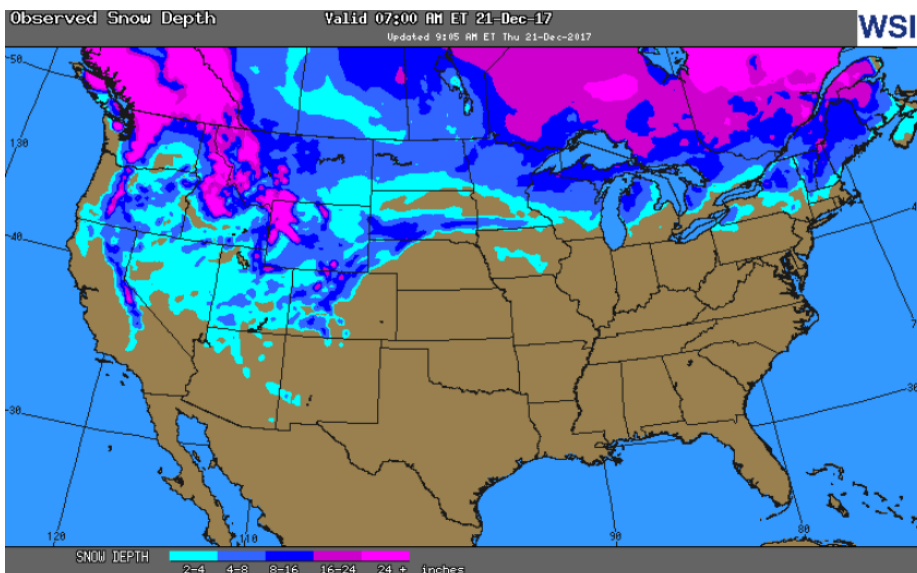 Observed Snow Depth
Valid 07:00 AM ET 21-Dec-17
Updated 9:05 AM ET Thu 21-Dec-2017
WSI
-50
130
-40
-30
30
120
110
90
80
SNOW DEPTH
2-4 4-8 8-16 16-24 24 + inches